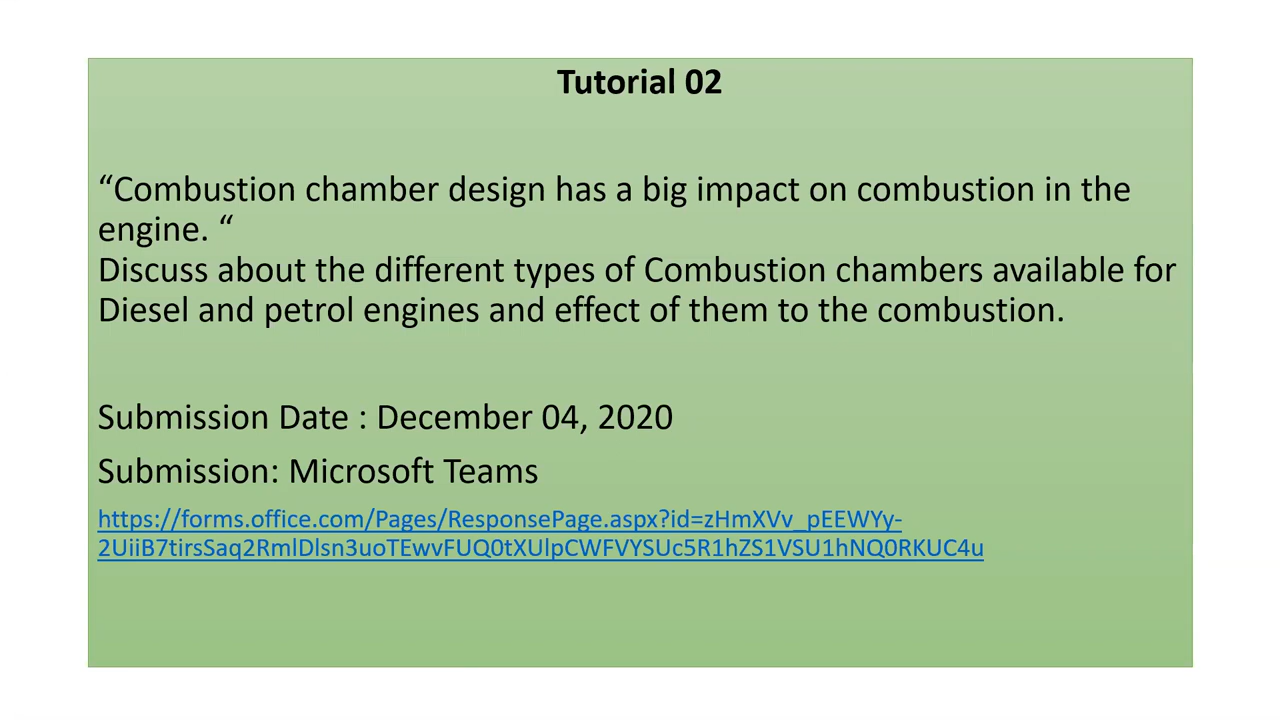 Tutorial 02
“Combustion chamber design has a big impact on combustion in the
engine. “
Discuss about the different types of Combustion chambers available for
Diesel and petrol engines and effect of them to the combustion.
Submission Date : December 04, 2020
Submission: Microsoft Teams
https://forms.office.com/Pages/ResponsePage.aspx?id=zHmXVv_pEEWYy-
2UiiB7tirsSaq2RmlDlsn3uoTEwvFUQ0tXUlpCWFVYSUc5R1hZS1VSU1hNQ0RKUC4u